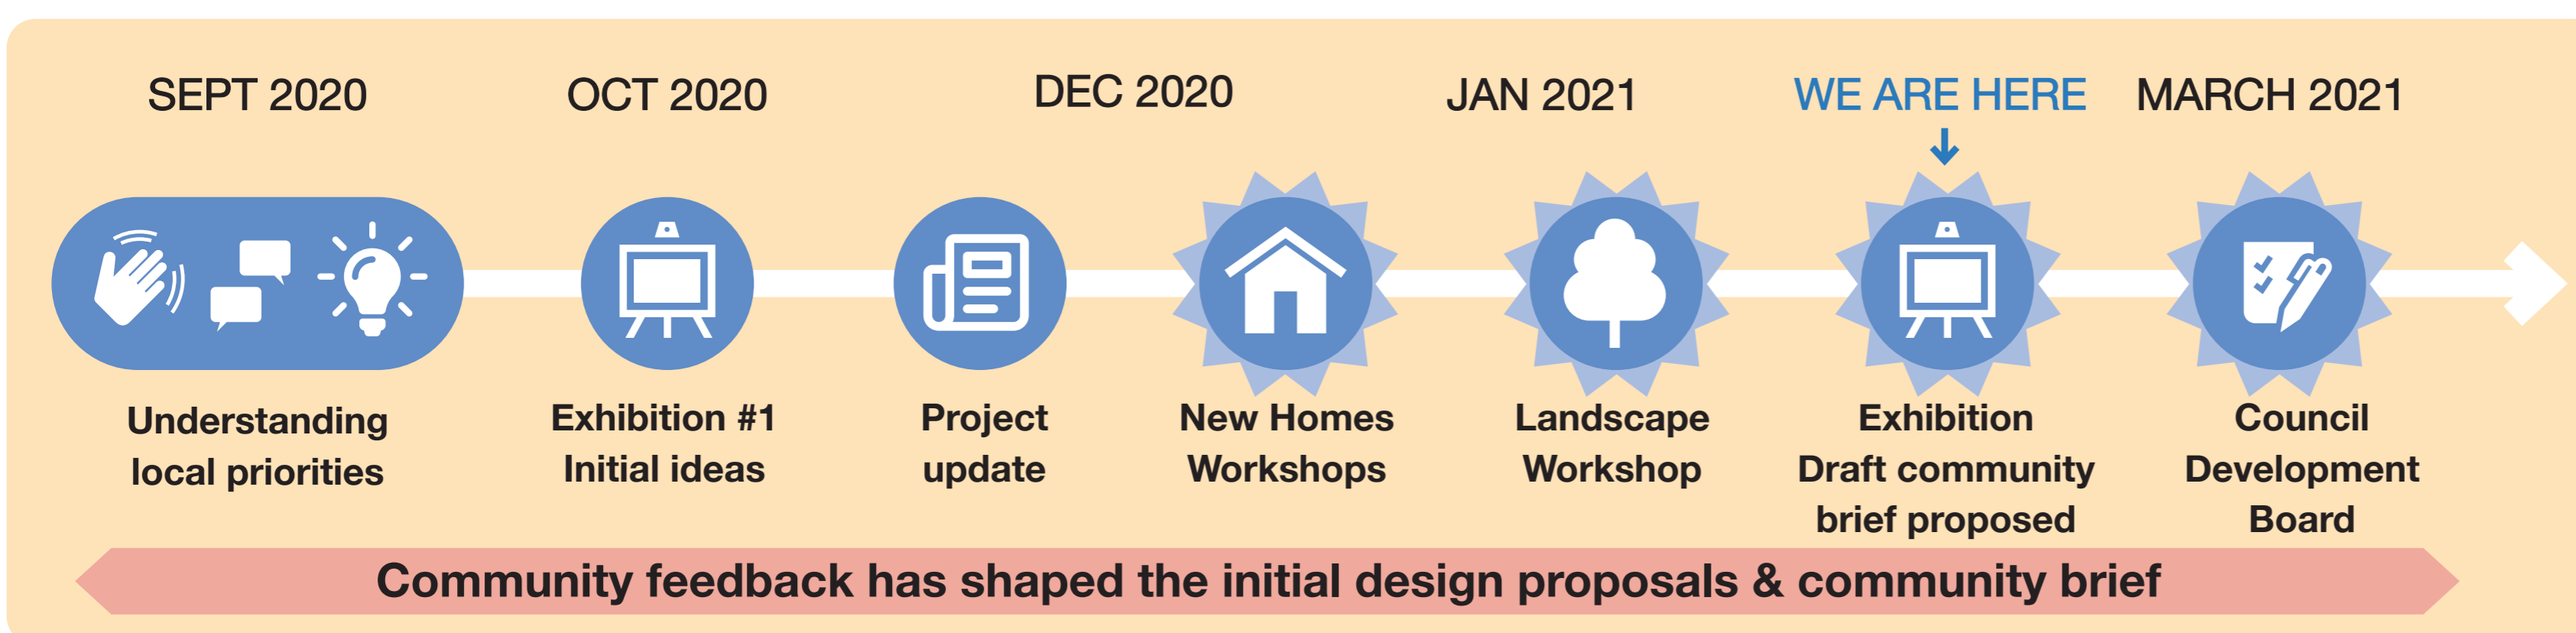 SEPT 2020
OCT 2020
DEC 2020
JAN 2021
WE ARE HERE
MARCH 2021
Understanding
local priorities
Exhibition #1
Initial ideas
Project
update
New Homes
Workshops
Landscape
Workshop
Exhibition
Draft community
brief proposed
Council
Development
Board
Community feedback has shaped the initial design proposals & community brief